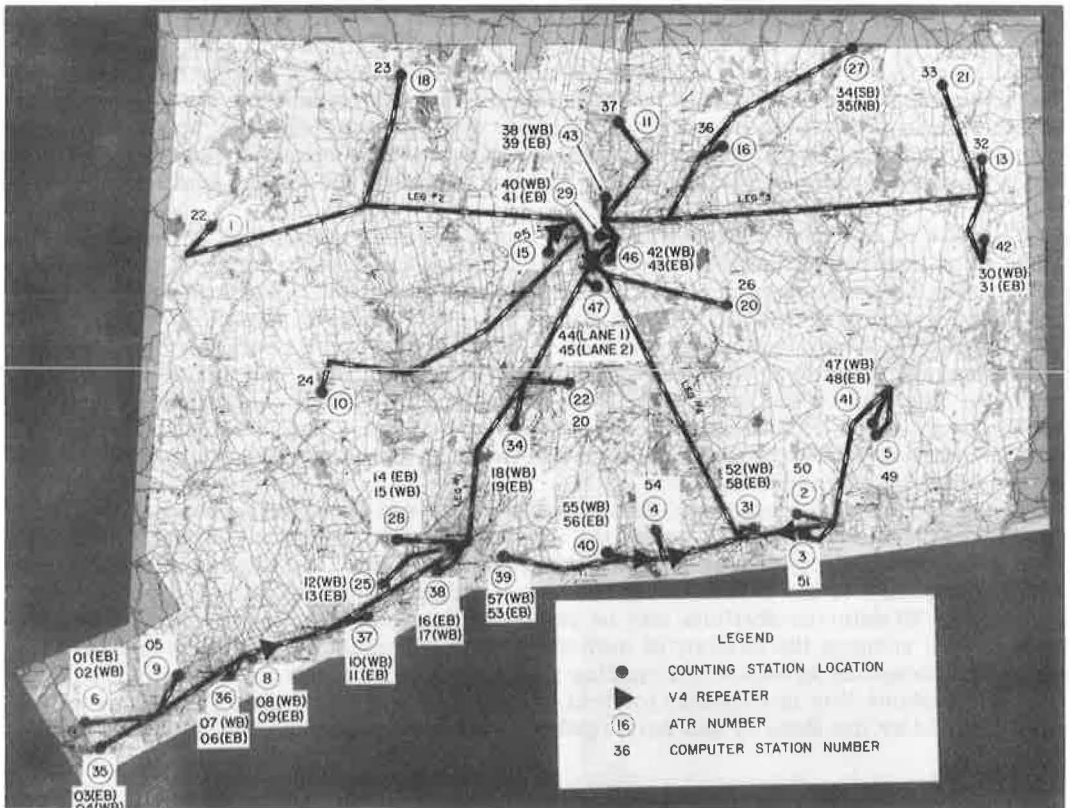 23
18
27
34(SB)
35(NB)
33
21
37
11
36
16
32
13
38 (WB)
39 (EB)
43
40(WB)
41 (EB)
29
LEG #2
LEG #3
22
1
05
15
46
42(WB)
43(EB)
42
30(WB)
31(EB)
26
20
47
44(LANE 1)
45(LANE 2)
24
10
LEG #4
47 (WB)
48(EB)
41
22
20
34
5
49
18(WB)
19(EB)
LEG #1
14 (EB)
15(WB)
28
54
4
52(WB)
58(EB)
31
50
2
55(WB)
56(EB)
40
3
51
12(WB)
13(EB)
25
38
39
57(WB)
53(EB)
16(EB)
17(WB)
37
10(WB)
11(EB)
05
9
01 (EB)
02(WB)
6
8
08 (WB)
09(EB)
36
07 (WB)
06(EB)
35
03(EB)
04(WB)
LEGEND
COUNTING STATION LOCATION
V4 REPEATER
16 ATR NUMBER
36 COMPUTER STATION NUMBER